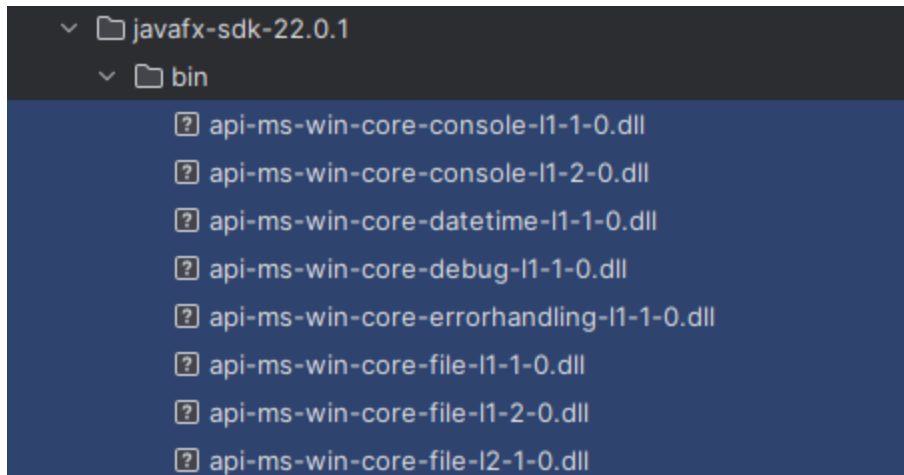 javafx-sdk-22.0.1
bin
api-ms-win-core-console-l1-1-0.dll
api-ms-win-core-console-l1-2-0.dll
api-ms-win-core-datetime-l1-1-0.dll
api-ms-win-core-debug-l1-1-0.dll
api-ms-win-core-errorhandling-l1-1-0.dll
api-ms-win-core-file-l1-1-0.dll
api-ms-win-core-file-l1-2-0.dll
api-ms-win-core-file-l2-1-0.dll